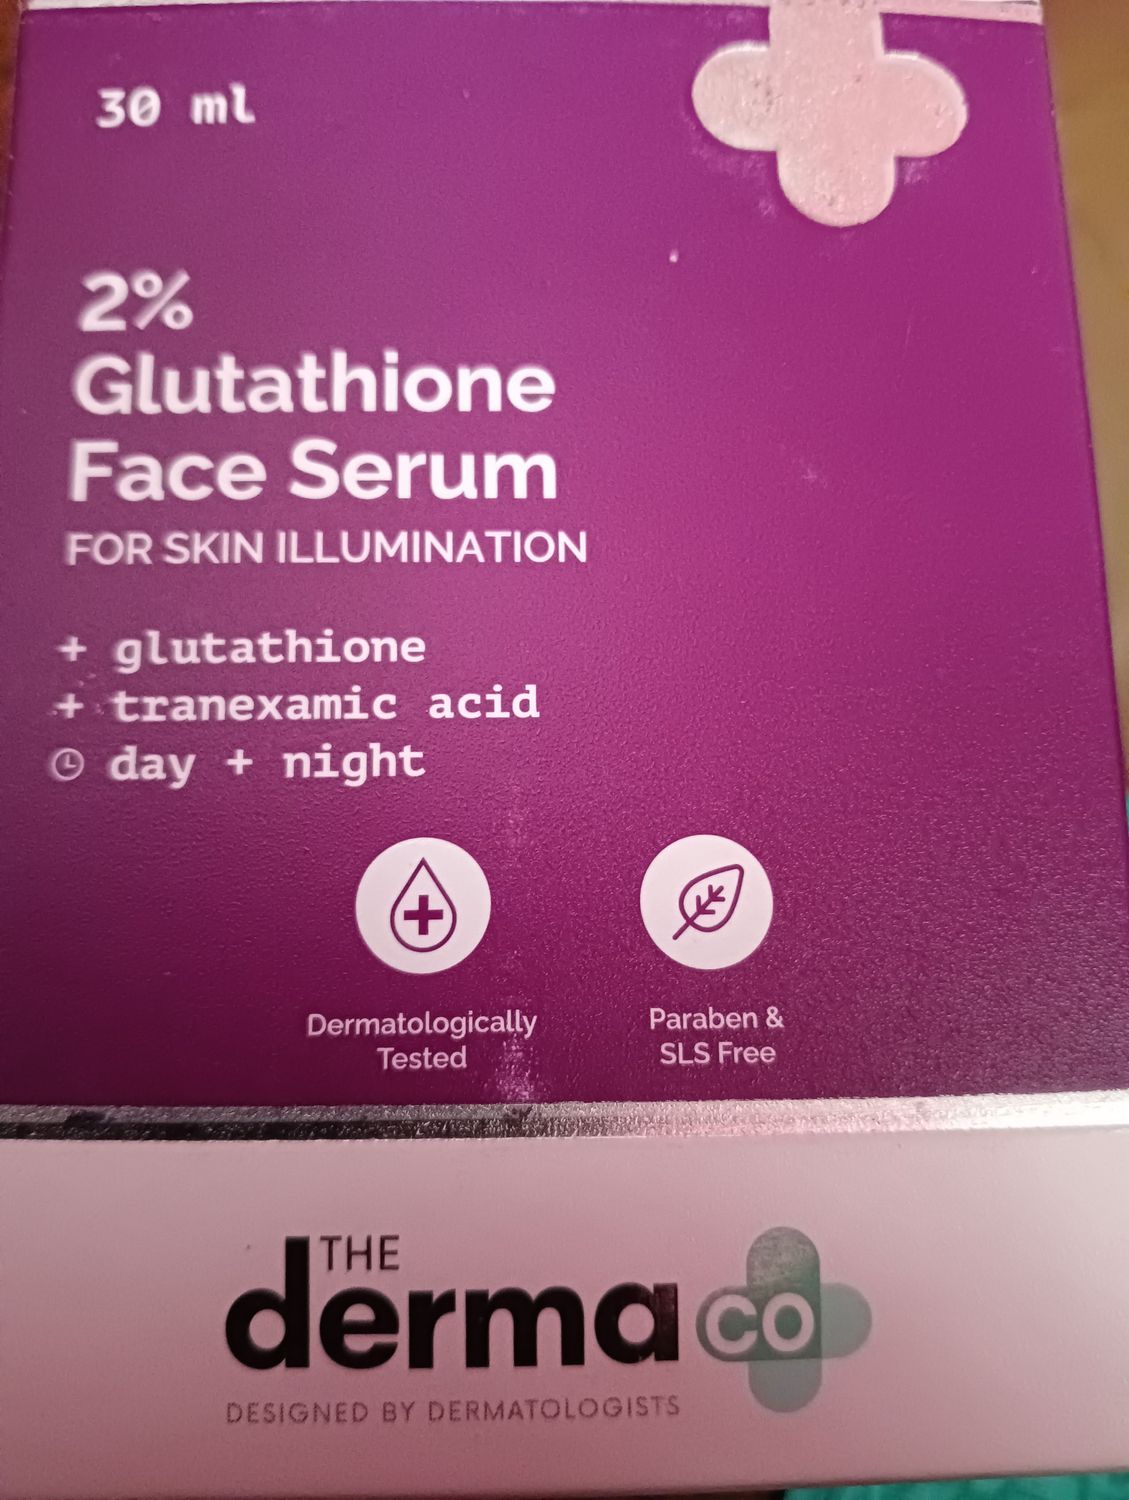 30 ml
2%
Glutathione
Face Serum
FOR SKIN ILLUMINATION
+ glutathione
+ tranexamic acid
day + night
Dermatologically
Tested
Paraben &
SLS Free
THE
derma co
DESIGNED BY DERMATOLOGISTS